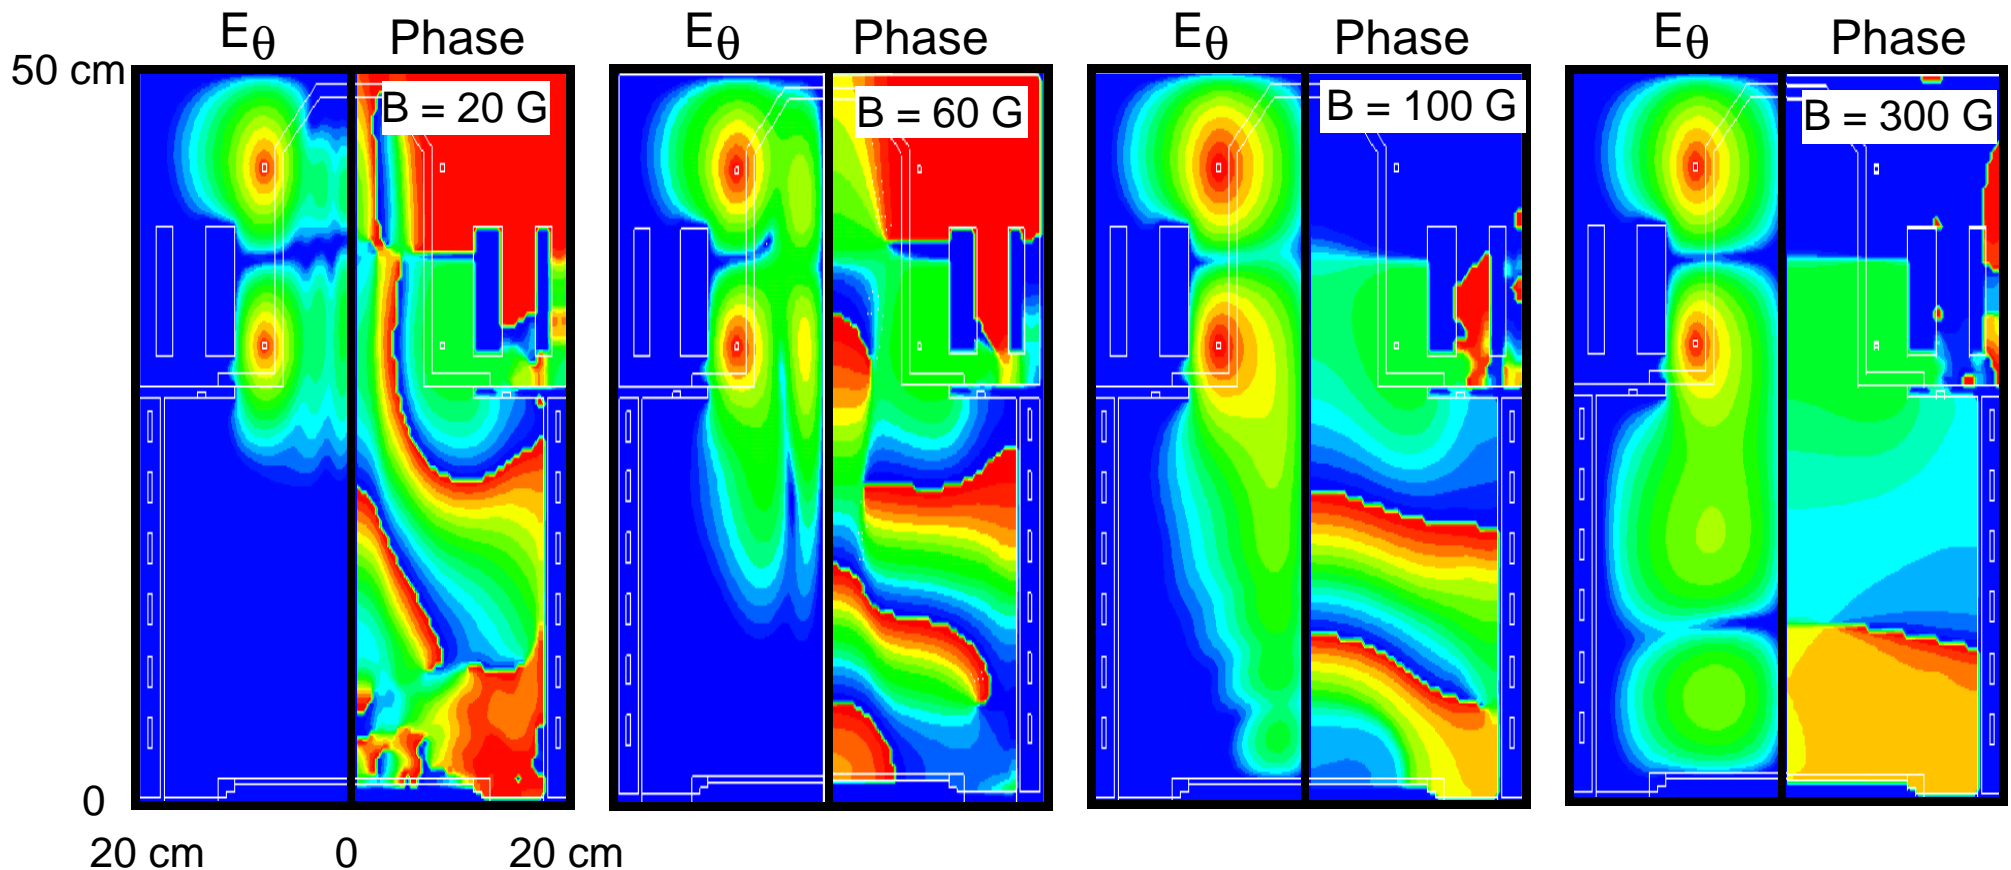 Eθ Phase Eθ Phase Eθ Phase Eθ Phase
50 cm
B = 20 G B = 60 G B = 100 G B = 300 G
0
20 cm 0 20 cm